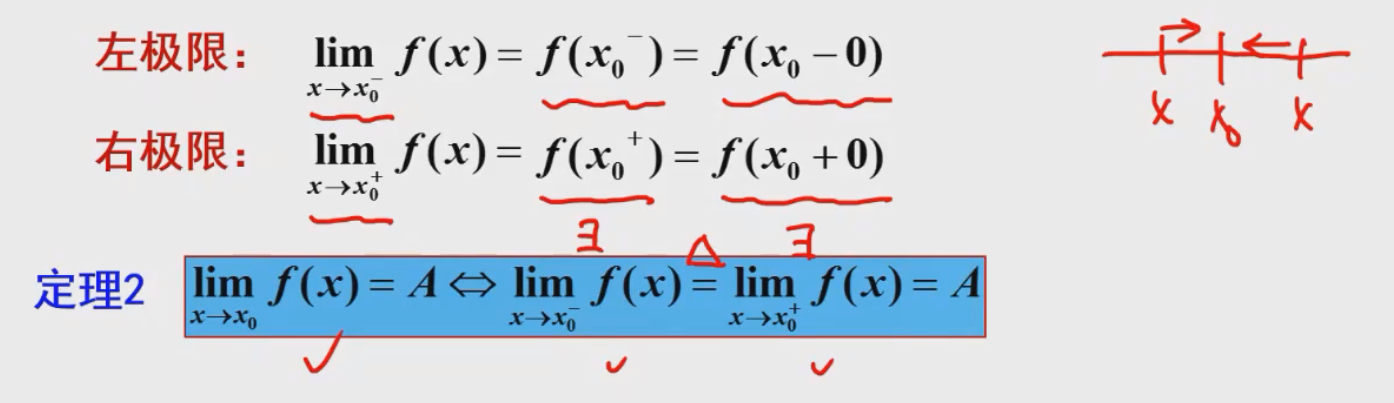 左极限： lim_{x→x₀⁻} f(x) = f(x₀⁻) = f(x₀ − 0)
x x₀ x
右极限： lim_{x→x₀⁺} f(x) = f(x₀⁺) = f(x₀ + 0)
∃ △ ∃
定理2 lim_{x→x₀} f(x) = A ⇔ lim_{x→x₀⁻} f(x) = lim_{x→x₀⁺} f(x) = A